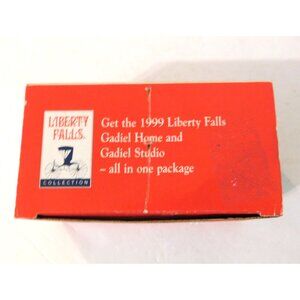 LIBERTY
FALLS
COLLECTION
Get the 1999 Liberty Falls
Gadiel Home and
Gadiel Studio
– all in one package